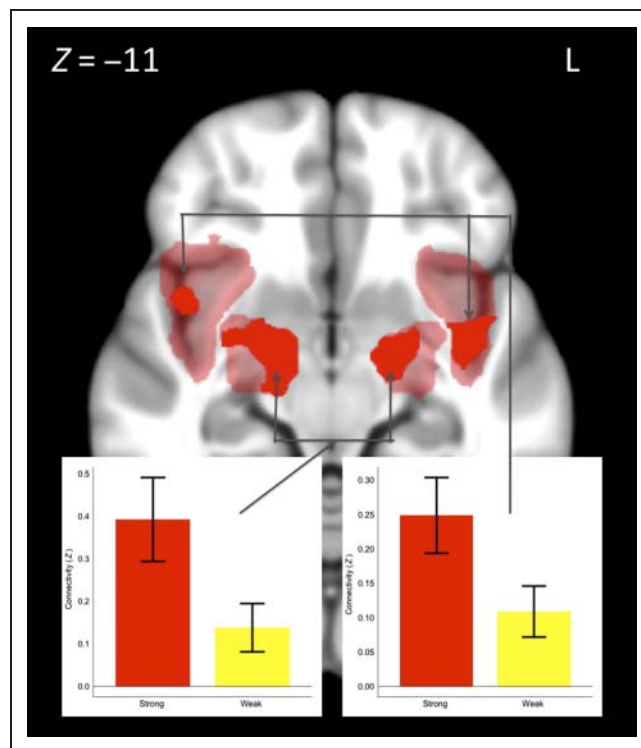 Z = –11
L
Connectivity (Z)
0.5
0.4
0.3
0.2
0.1
0.0
Strong
Weak
Connectivity (Z)
0.30
0.25
0.20
0.15
0.10
0.05
0.00
Strong
Weak